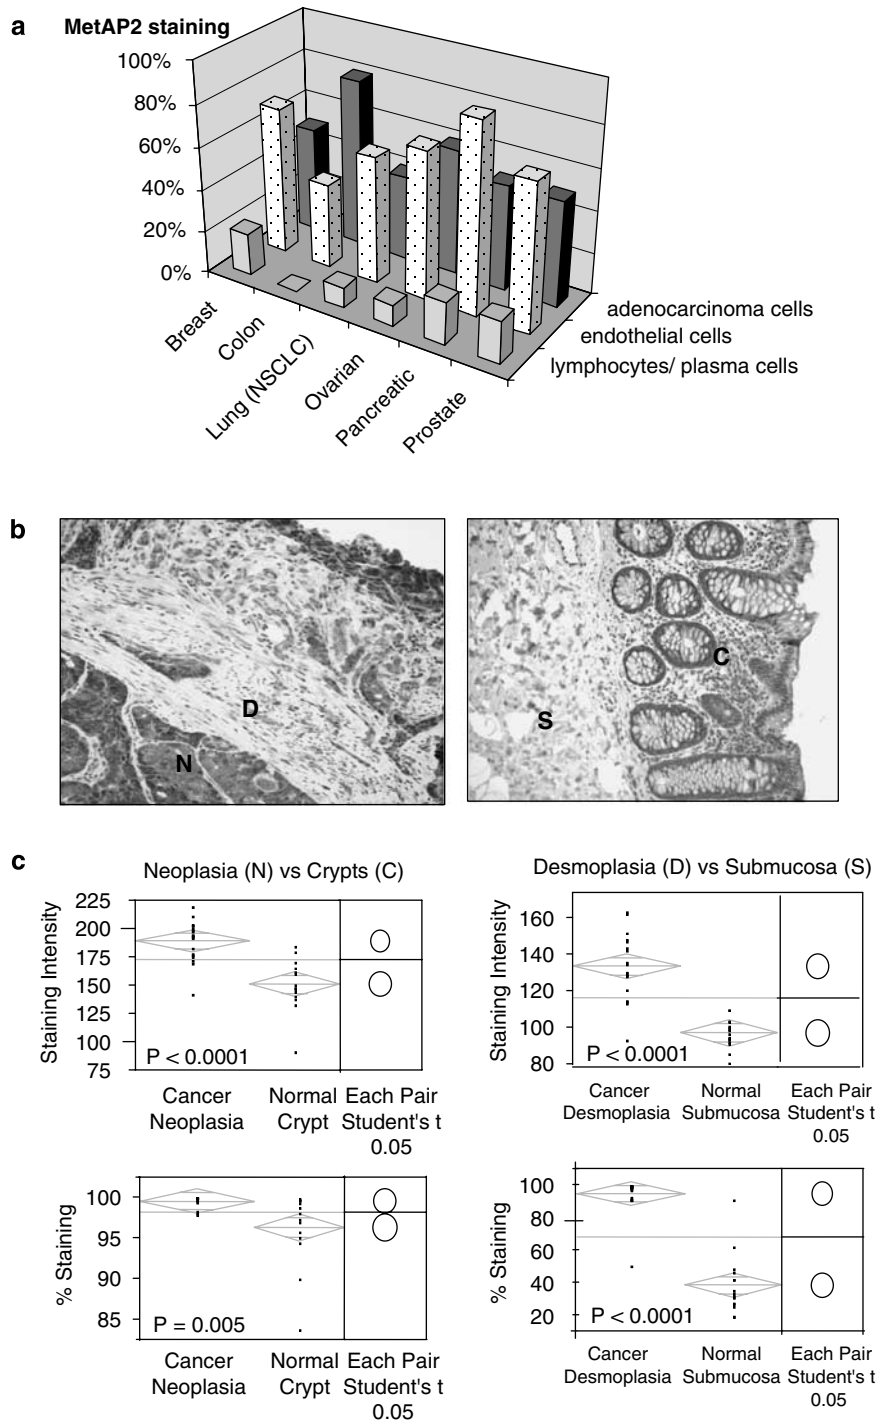 a MetAP2 staining
100%
80%
60%
40%
20%
0%
Breast
Colon
Lung (NSCLC)
Ovarian
Pancreatic
Prostate
adenocarcinoma cells
endothelial cells
lymphocytes/ plasma cells
b
D
N
S
C
c
Neoplasia (N) vs Crypts (C)
Staining Intensity
225
200
175
150
125
100
75
P < 0.0001
Cancer Neoplasia
Normal Crypt
Each Pair Student's t 0.05
Desmoplasia (D) vs Submucosa (S)
Staining Intensity
160
140
120
100
80
P < 0.0001
Cancer Desmoplasia
Normal Submucosa
Each Pair Student's t 0.05
% Staining
100
95
90
85
P = 0.005
Cancer Neoplasia
Normal Crypt
Each Pair Student's t 0.05
% Staining
100
80
60
40
20
P < 0.0001
Cancer Desmoplasia
Normal Submucosa
Each Pair Student's t 0.05